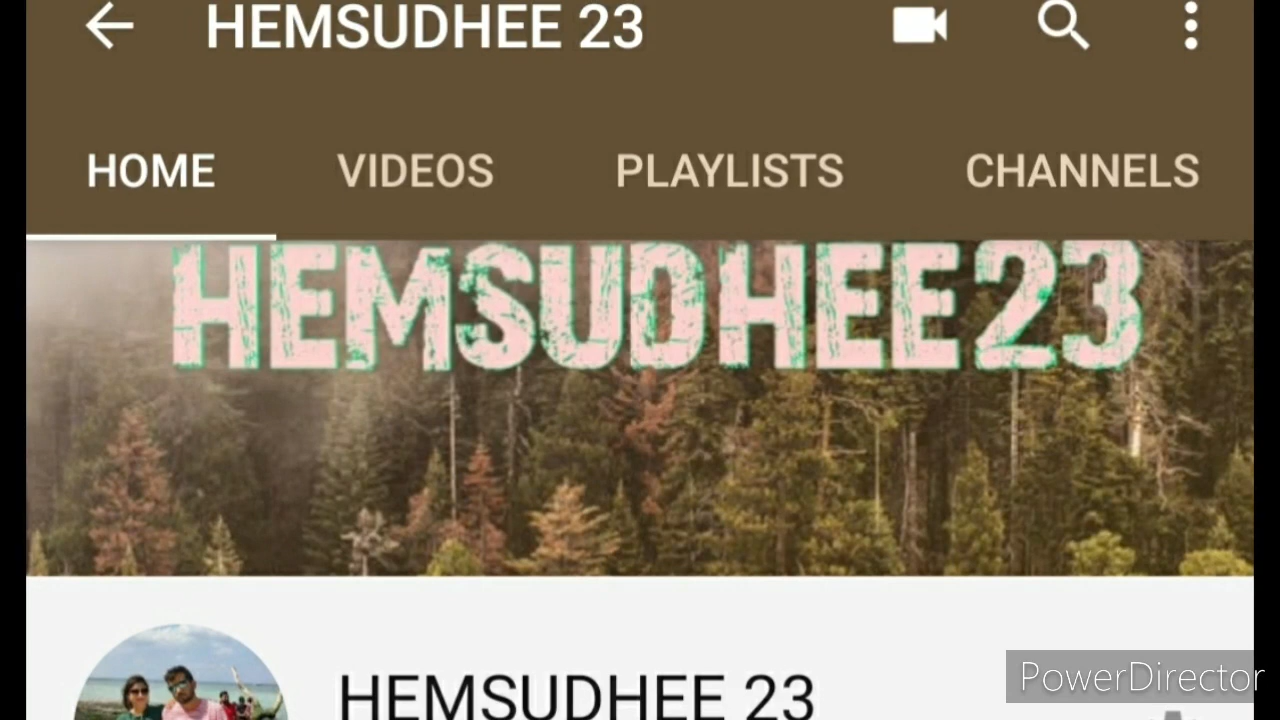 HEMSUDHEE 23
HOME VIDEOS PLAYLISTS CHANNELS
HEMSUDHEE23
HEMSUDHEE 23
PowerDirector